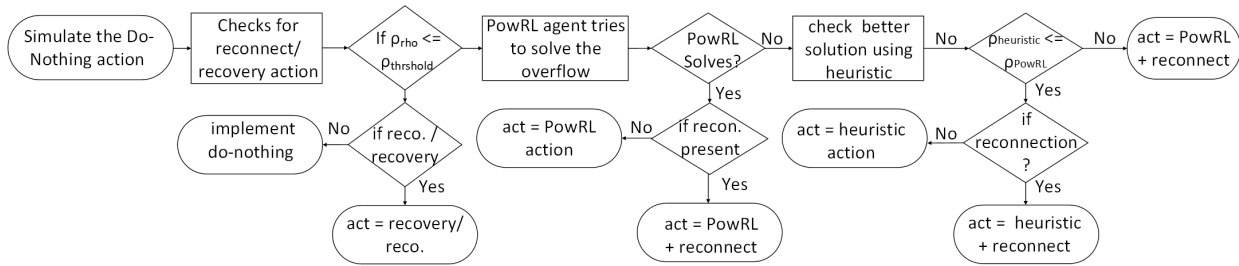 Simulate the Do-
Nothing action
Checks for
reconnect/
recovery action
If ρrho <=
ρthrshold
PowRL agent tries
to solve the
overflow
PowRL
Solves?
No
check better
solution using
heuristic
No
ρheuristic <=
ρPowRL
No
act = PowRL
+ reconnect
Yes
Yes
implement
do-nothing
No
if reco. /
recovery
act = PowRL
action
No
if recon.
present
act = heuristic
action
No
if
reconnection
?
Yes
Yes
Yes
act = recovery/
reco.
act = PowRL
+ reconnect
act = heuristic
+ reconnect